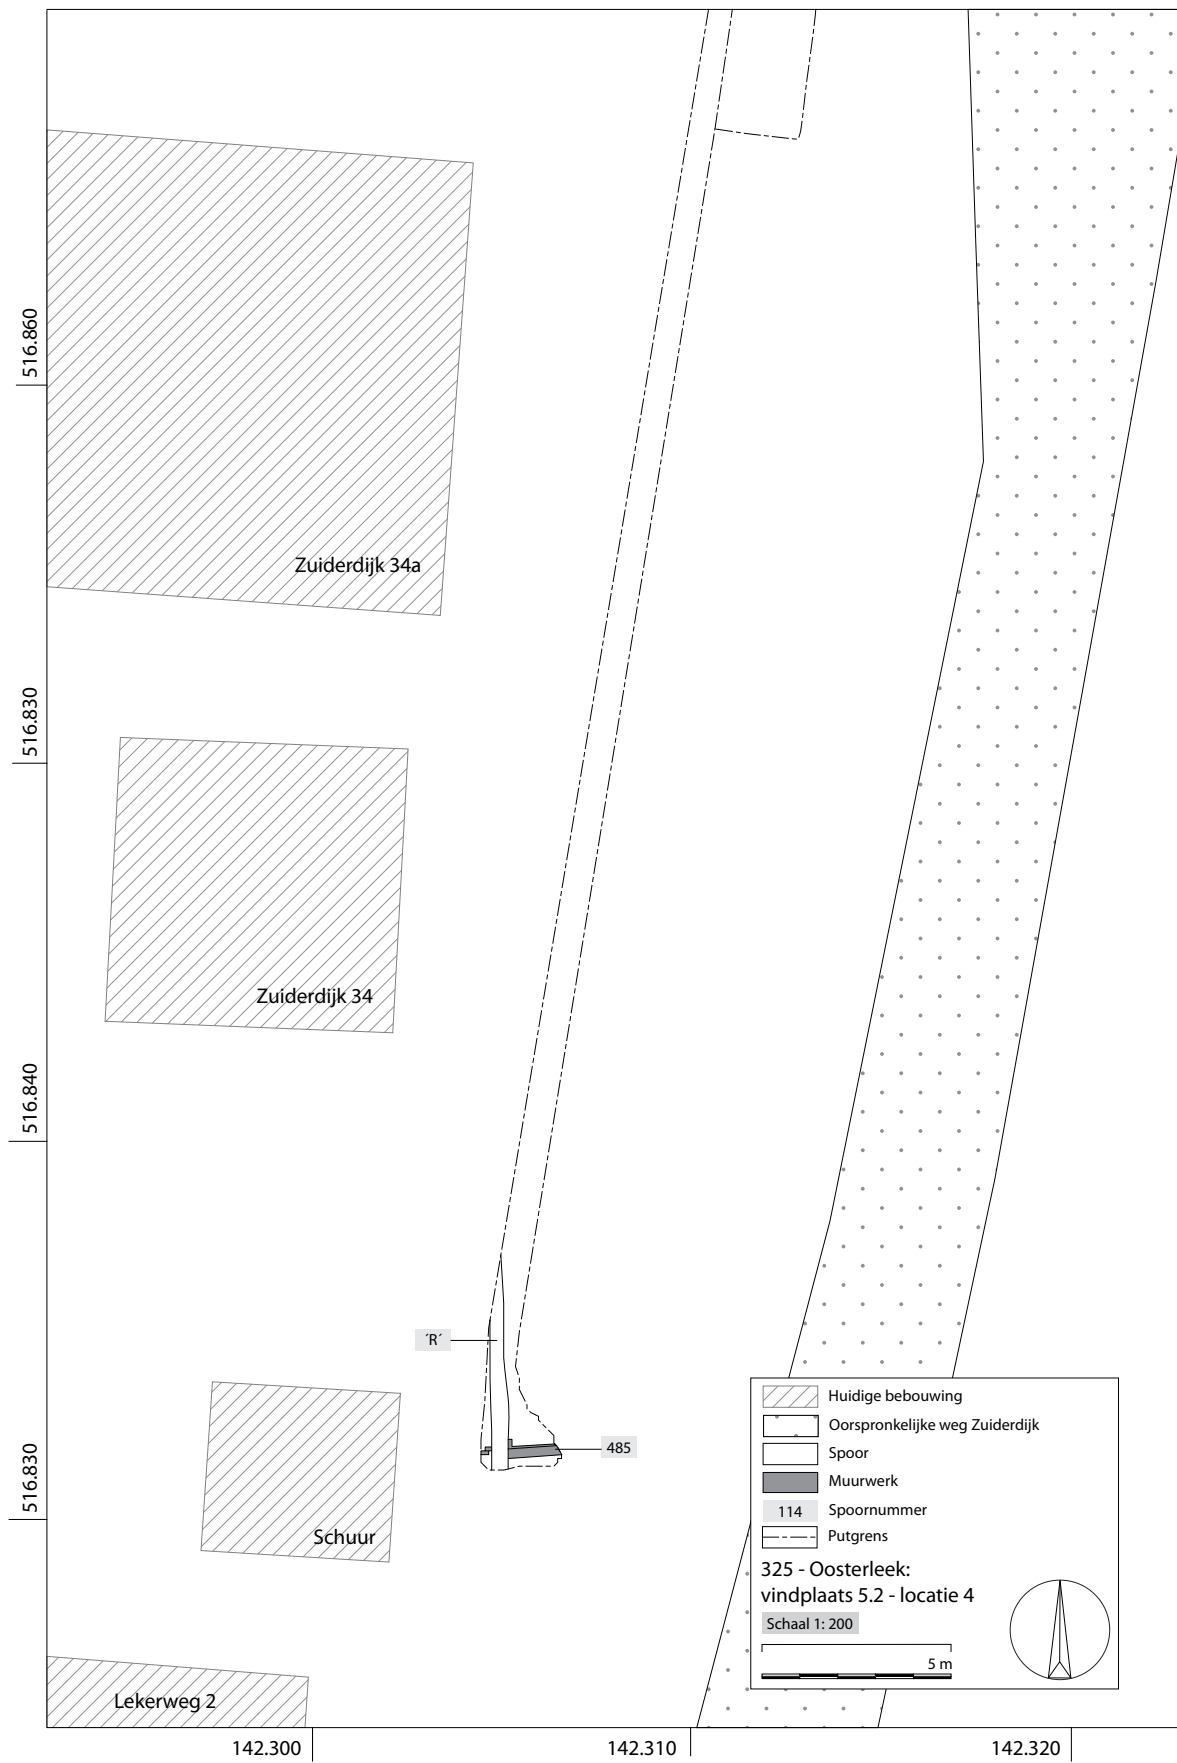 516.860
Zuiderdijk 34a
516.830
Zuiderdijk 34
516.840
´R´
485
516.830
Schuur
Lekerweg 2
Huidige bebouwing
Oorspronkelijke weg Zuiderdijk
Spoor
Muurwerk
114 Spoornummer
Putgrens
325 - Oosterleek:
vindplaats 5.2 - locatie 4
Schaal 1: 200
5 m
142.300 142.310 142.320